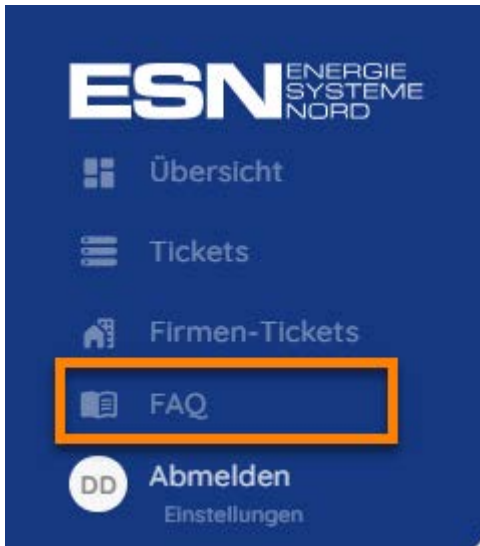 ESN ENERGIE
SYSTEME
NORD
Übersicht
Tickets
Firmen-Tickets
FAQ
DD Abmelden
Einstellungen